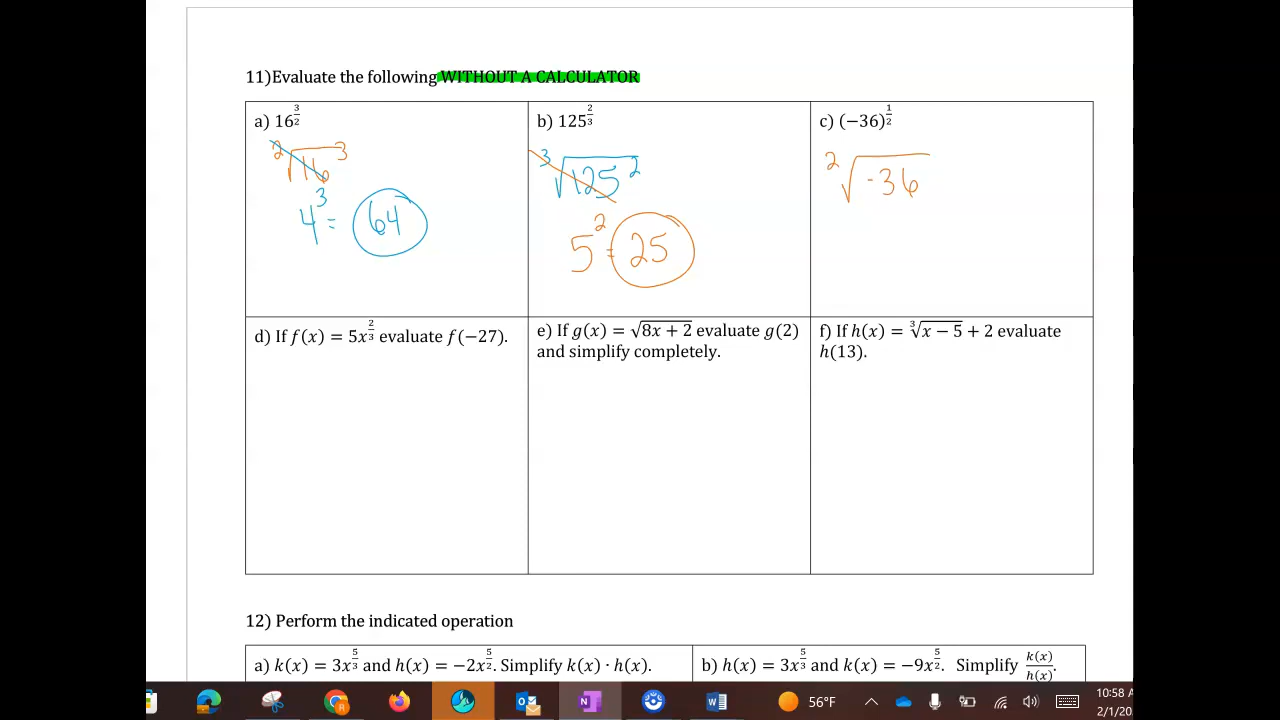 11)Evaluate the following WITHOUT A CALCULATOR
a) 16^{3/2}
²√16³
4³ = 64
b) 125^{2/3}
³√125²
5² = 25
c) (−36)^{1/2}
²√-36
d) If f(x) = 5x^{2/3} evaluate f(−27).
e) If g(x) = √(8x + 2) evaluate g(2)
and simplify completely.
f) If h(x) = ³√(x − 5) + 2 evaluate
h(13).
12) Perform the indicated operation
a) k(x) = 3x^{5/3} and h(x) = −2x^{5/2}. Simplify k(x) · h(x).
b) h(x) = 3x^{5/3} and k(x) = −9x^{5/2}. Simplify k(x)/h(x).
56°F
10:58
2/1/20